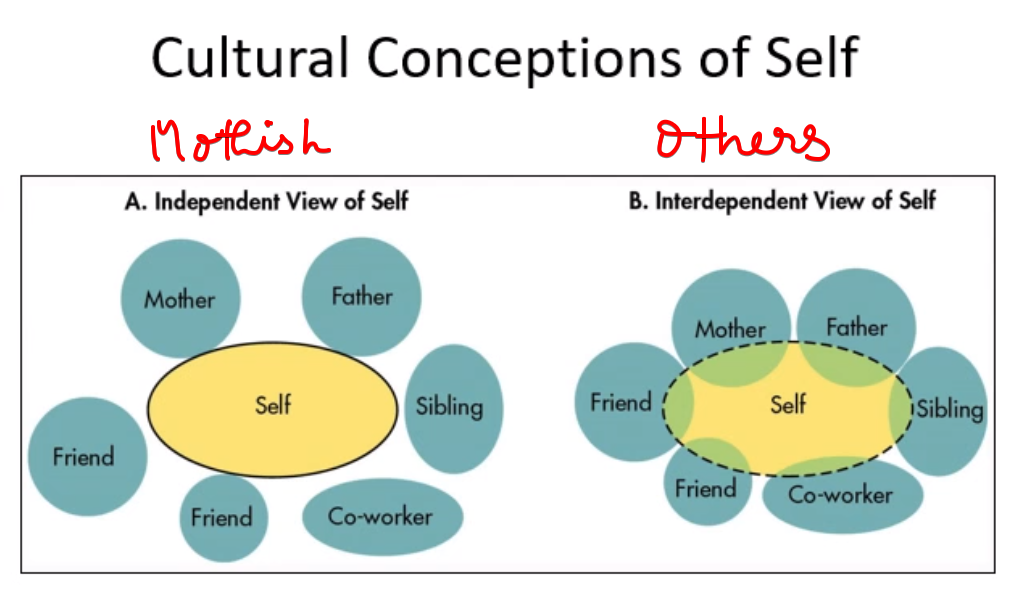 Cultural Conceptions of Self
Mothish Others
A. Independent View of Self
Mother Father
Self
Sibling
Friend
Friend
Co-worker
B. Interdependent View of Self
Mother Father
Friend
Self
Sibling
Friend
Co-worker